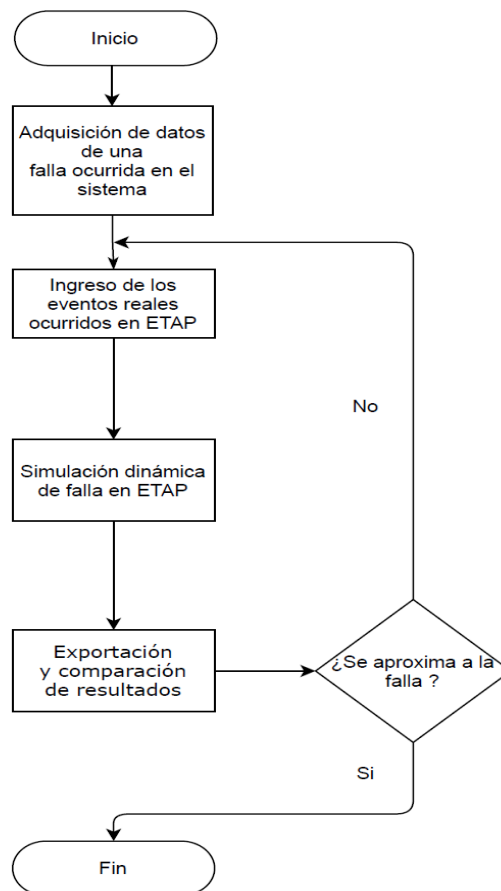 Inicio
Adquisición de datos
de una
falla ocurrida en el
sistema
Ingreso de los
eventos reales
ocurridos en ETAP
No
Simulación dinámica
de falla en ETAP
Exportación
y comparación
de resultados
¿Se aproxima a la
falla ?
Si
Fin